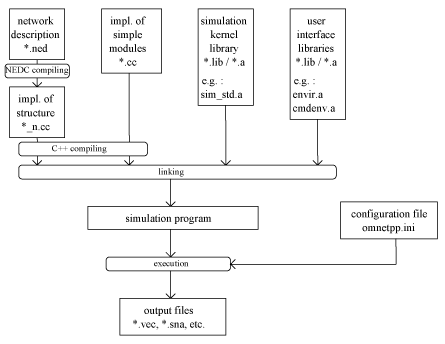 network
description
*.ned
impl. of
simple
modules
*.cc
simulation
kernel
library
*.lib / *.a
e.g. :
sim_std.a
user
interface
libraries
*.lib / *.a
e.g. :
envir.a
cmdenv.a
NEDC compiling
impl. of
structure
*_n.cc
C++ compiling
linking
simulation program
configuration file
omnetpp.ini
execution
output files
*.vec, *.sna, etc.